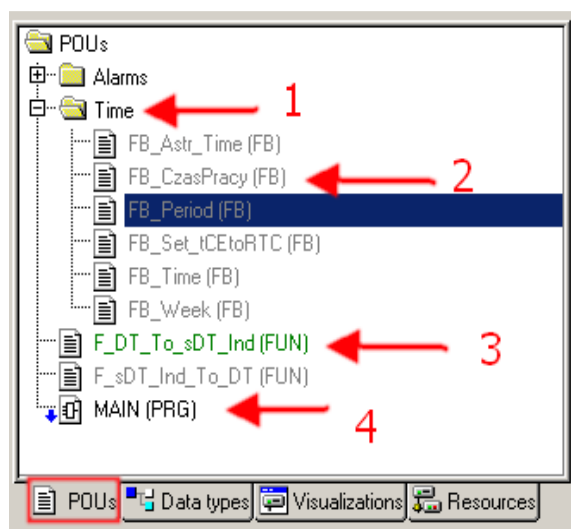 POUs
Alarms
Time 1
FB_Astr_Time (FB)
FB_CzasPracy (FB) 2
FB_Period (FB)
FB_Set_tCEtoRTC (FB)
FB_Time (FB)
FB_Week (FB)
F_DT_To_sDT_Ind (FUN) 3
F_sDT_Ind_To_DT (FUN)
MAIN (PRG) 4
POUs Data types Visualizations Resources